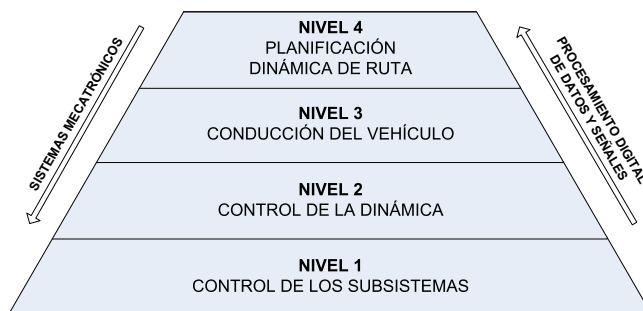 NIVEL 4
PLANIFICACIÓN
DINÁMICA DE RUTA
NIVEL 3
CONDUCCIÓN DEL VEHÍCULO
NIVEL 2
CONTROL DE LA DINÁMICA
NIVEL 1
CONTROL DE LOS SUBSISTEMAS
SISTEMAS MECATRÓNICOS
PROCESAMIENTO DIGITAL
DE DATOS Y SEÑALES